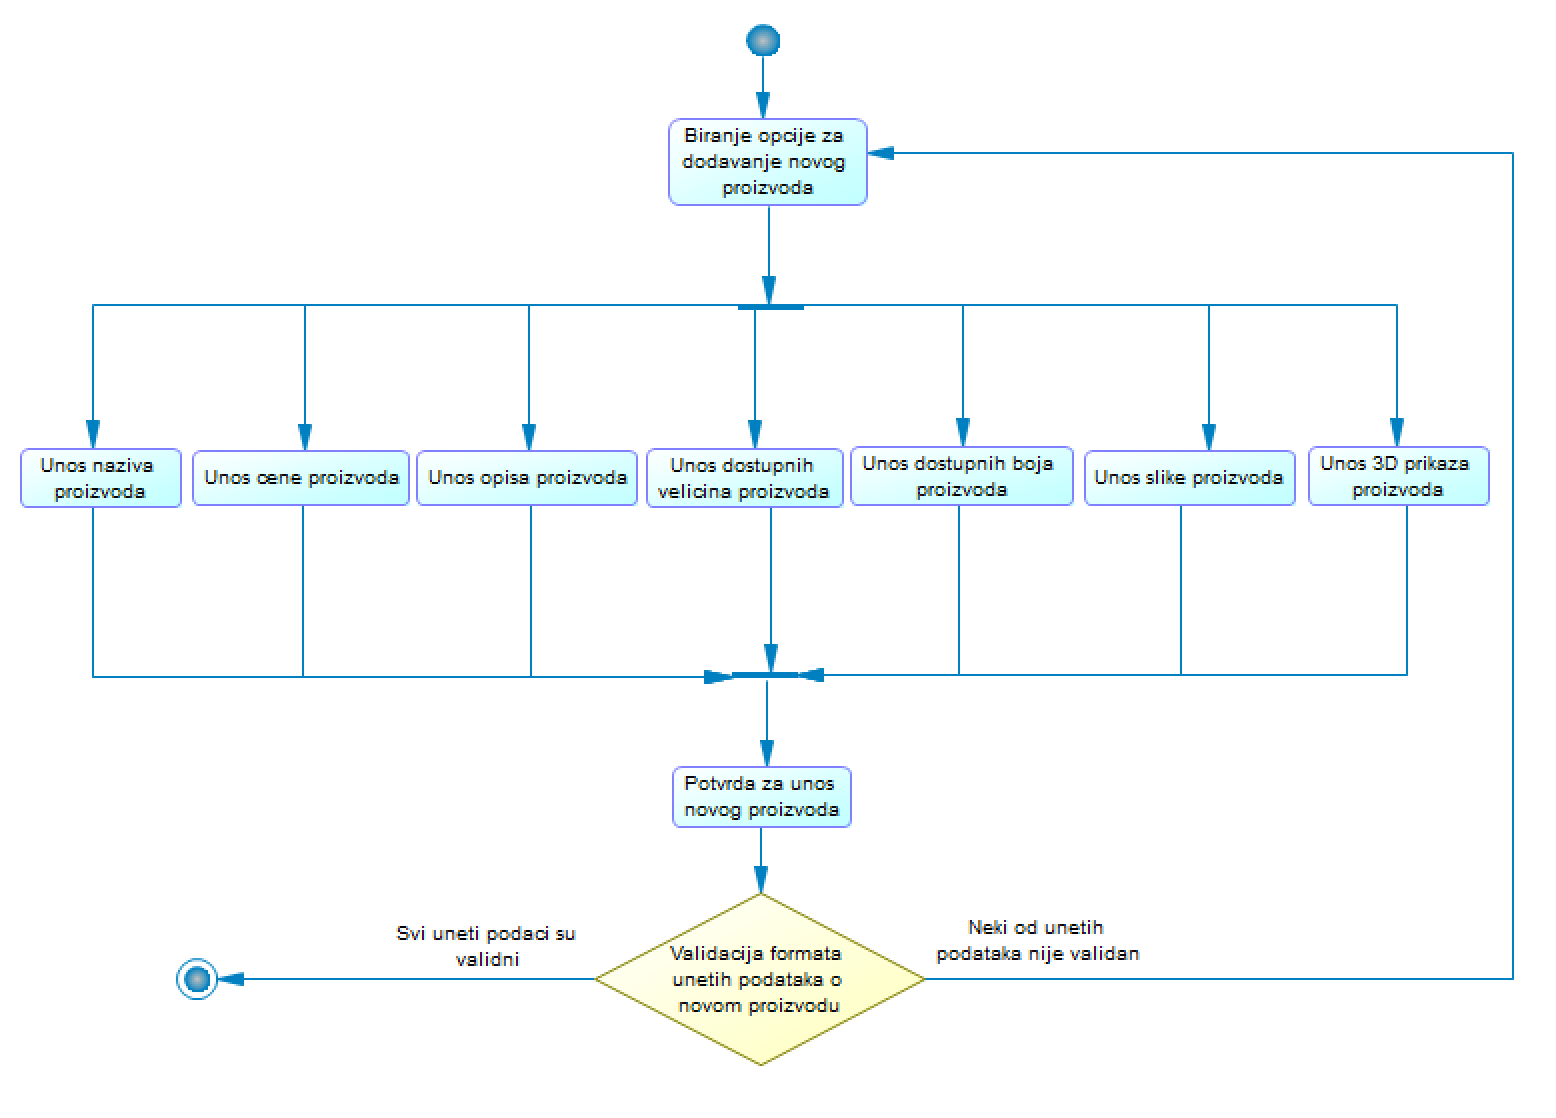 Biranje opcije za
dodavanje novog
proizvoda
Unos naziva
proizvoda
Unos cene proizvoda
Unos opisa proizvoda
Unos dostupnih
velicina proizvoda
Unos dostupnih boja
proizvoda
Unos slike proizvoda
Unos 3D prikaza
proizvoda
Potvrda za unos
novog proizvoda
Svi uneti podaci su
validni
Validacija formata
unetih podataka o
novom proizvodu
Neki od unetih
podataka nije validan